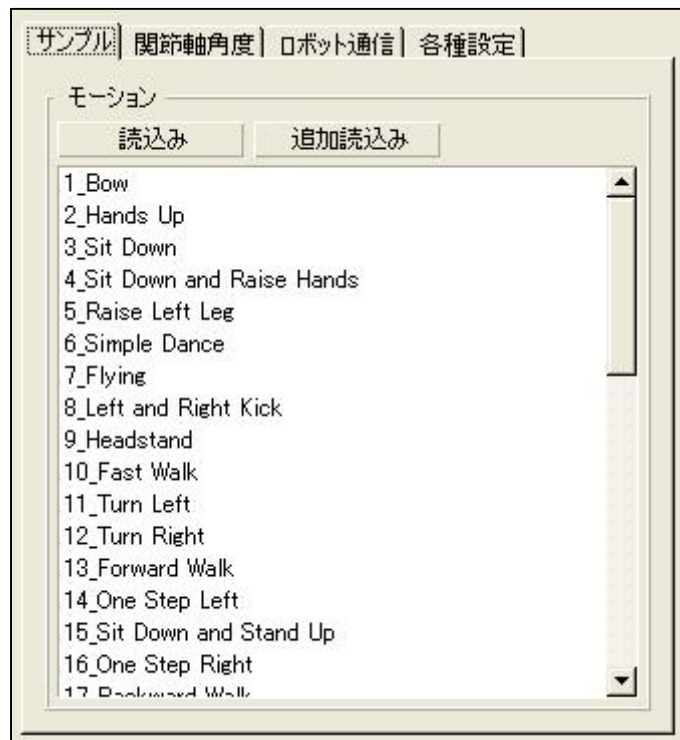 サンプル 関節軸角度 ロボット通信 各種設定
モーション
読込み 追加読込み
1_Bow
2_Hands Up
3_Sit Down
4_Sit Down and Raise Hands
5_Raise Left Leg
6_Simple Dance
7_Flying
8_Left and Right Kick
9_Headstand
10_Fast Walk
11_Turn Left
12_Turn Right
13_Forward Walk
14_One Step Left
15_Sit Down and Stand Up
16_One Step Right
17_Backward Walk